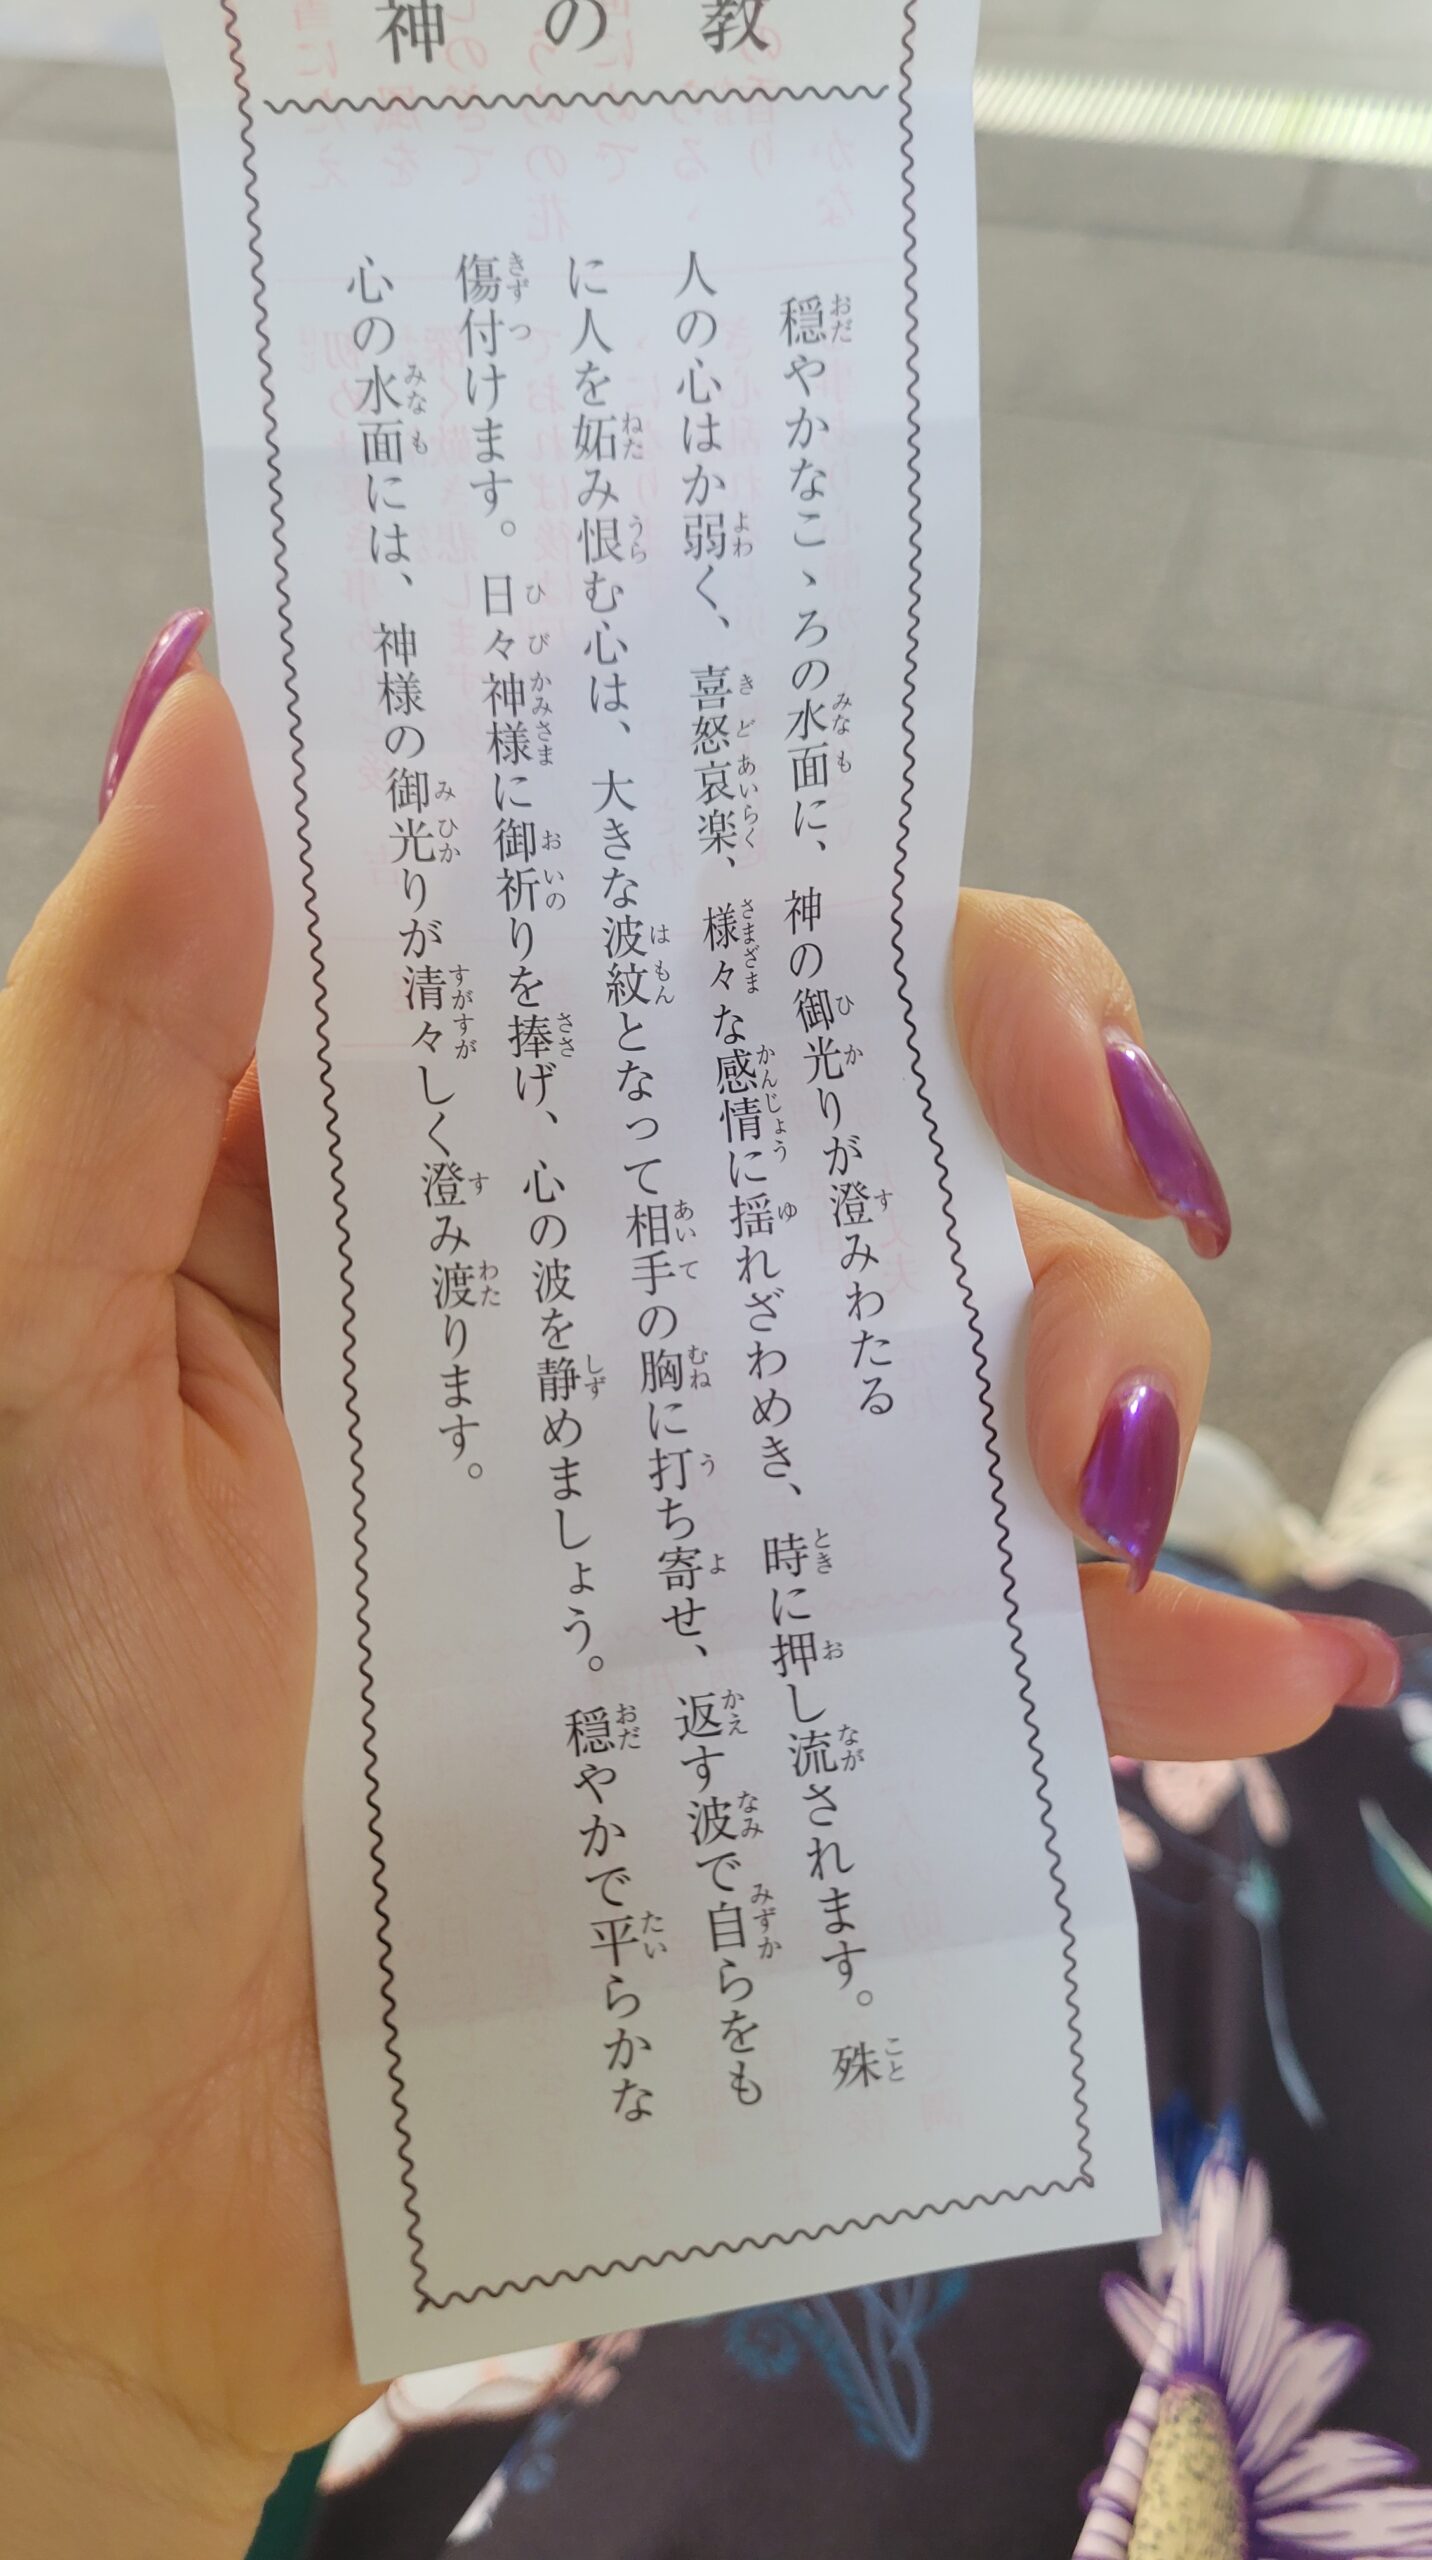 神の教
穏やかなこゝろの水面に、神の御光りが澄みわたる
人の心はか弱く、喜怒哀楽、様々な感情に揺れざわめき、時に押し流されます。殊
に人を妬み恨む心は、大きな波紋となって相手の胸に打ち寄せ、返す波で自らをも
傷付けます。日々神様に御祈りを捧げ、心の波を静めましょう。穏やかで平らかな
心の水面には、神様の御光りが清々しく澄み渡ります。